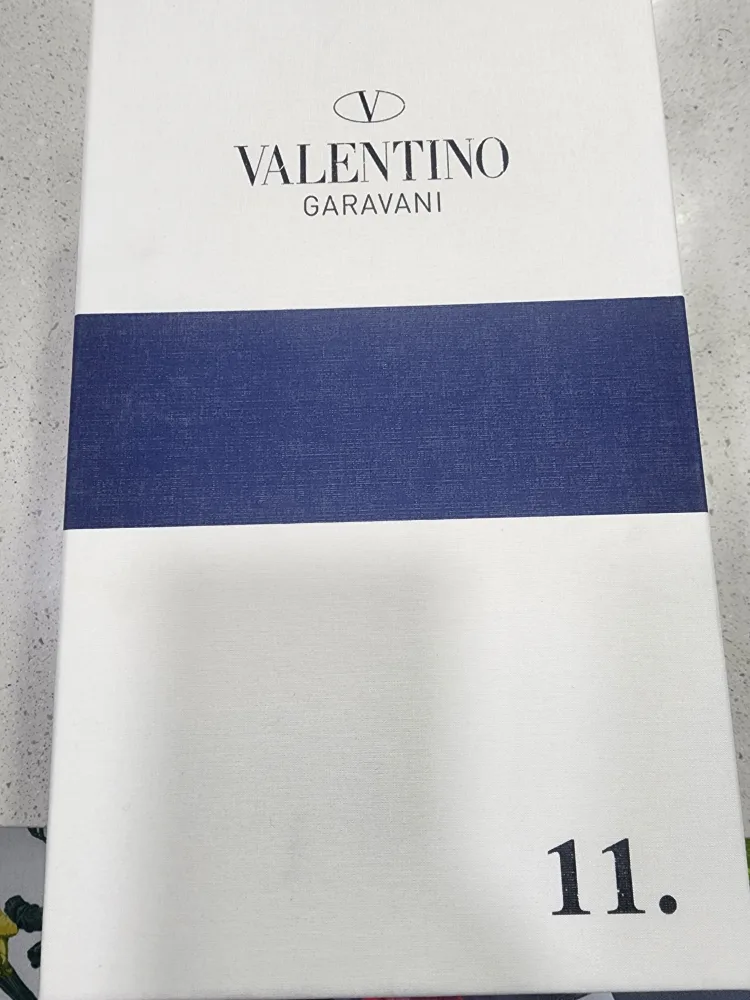 V
VALENTINO
GARAVANI
11.